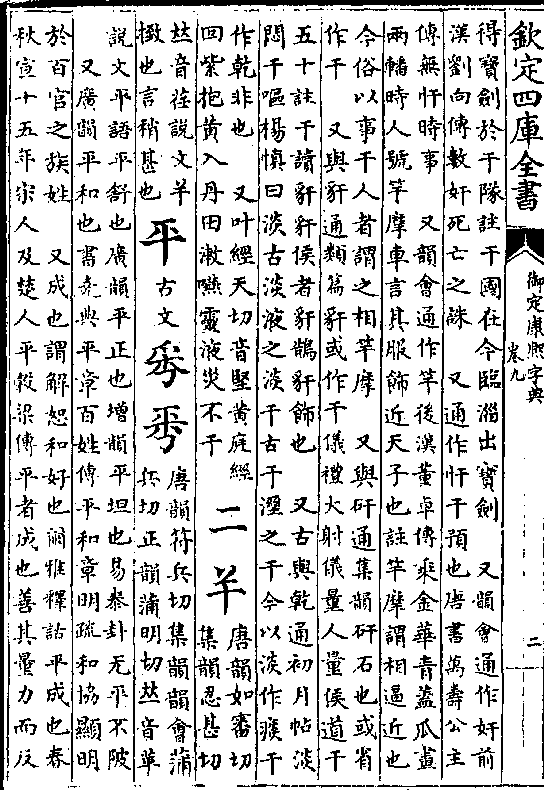 欽定四庫全書
御定康熙字典 卷九
二
得寶劍於干隊註干國在今臨淄出寶劍 又韻會通作奸前
漢劉向傳數奸死亡之誅 又通作忓干預也唐書萬壽公主
傳無忓時事 又韻會通作竿後漢董卓傳乘金華青蓋瓜畫
兩轓時人號竿摩車言其服飾近天子也註竿摩謂相逼近也
今俗以事干人者謂之相竿摩 又與矸通集韻矸石也或省
作干 又與豻通類篇豻或作干儀禮大射儀量人量侯道干
五十註干讀豻豻侯者豻鵠豻飾也 又古與乾通初月帖淡
悶干嘔楊慎曰淡古淡液之淡干古干溼之干今以淡作痰干
作乾非也 又叶經天切音堅黃庭經
回紫抱黃入丹田漱嚥靈液災不干
二 𢆉 唐韻如審切
集韻忍甚切
𠀤音荏說文𢆉
㨖也言稍甚也
平 古文 𠀾 𤔡 唐韻符兵切集韻韻會蒲
兵切正韻蒲明切𠀤音苹
說文平語平舒也廣韻平正也增韻平坦也易泰卦无平不陂
又廣韻平和也書堯典平章百姓傳平和章明疏和協顯明
於百官之族姓 又成也謂解恕和好也爾雅釋詁平成也春
秋宣十五年宋人及楚人平穀梁傳平者成也善其量力而反